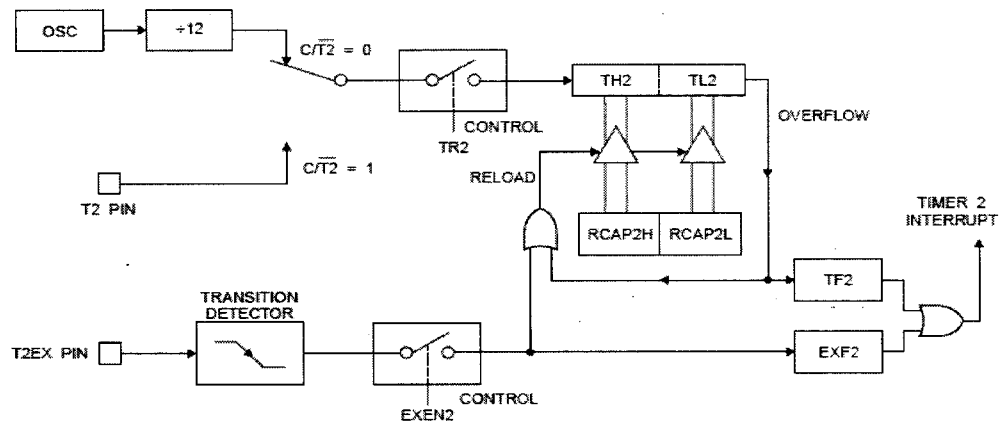 OSC
÷12
C/T2̅ = 0
TH2
TL2
OVERFLOW
CONTROL
TR2
C/T2̅ = 1
RELOAD
T2 PIN
RCAP2H
RCAP2L
TIMER 2
INTERRUPT
TF2
TRANSITION
DETECTOR
T2EX PIN
EXF2
CONTROL
EXEN2